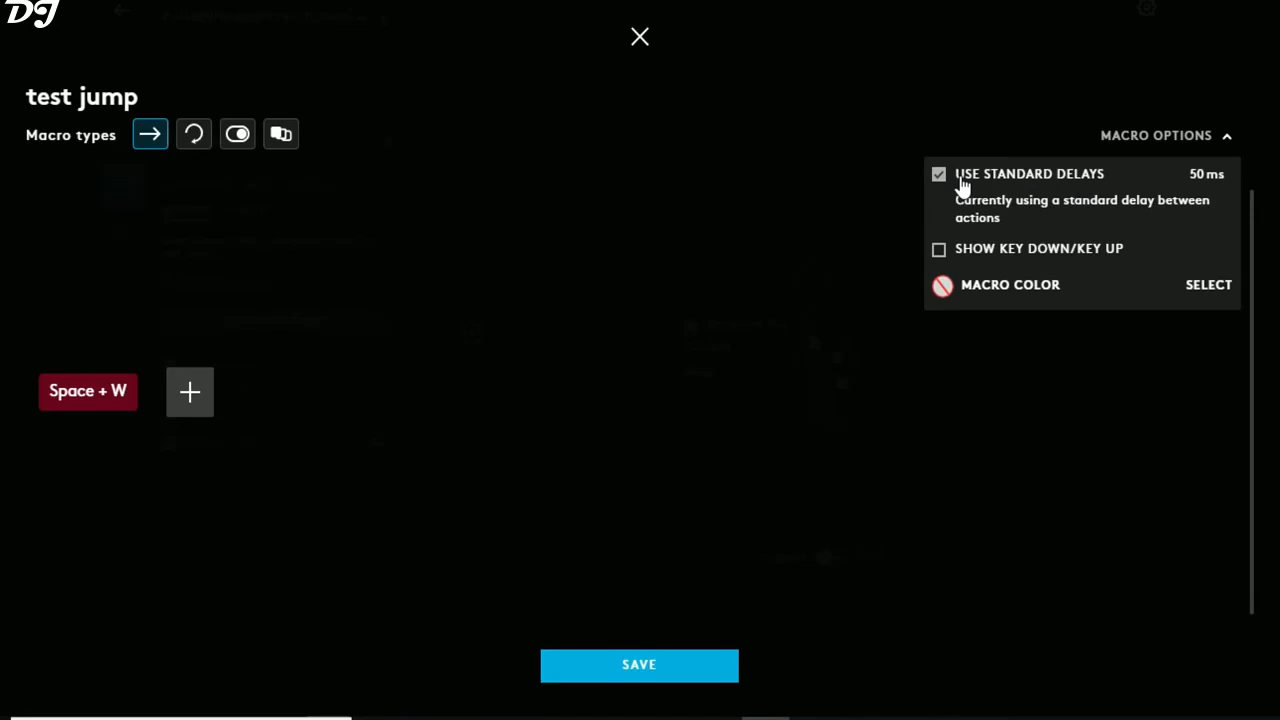 DJ
test jump
Macro types
MACRO OPTIONS
USE STANDARD DELAYS 50 ms
Currently using a standard delay between
actions
SHOW KEY DOWN/KEY UP
MACRO COLOR SELECT
Space + W
SAVE